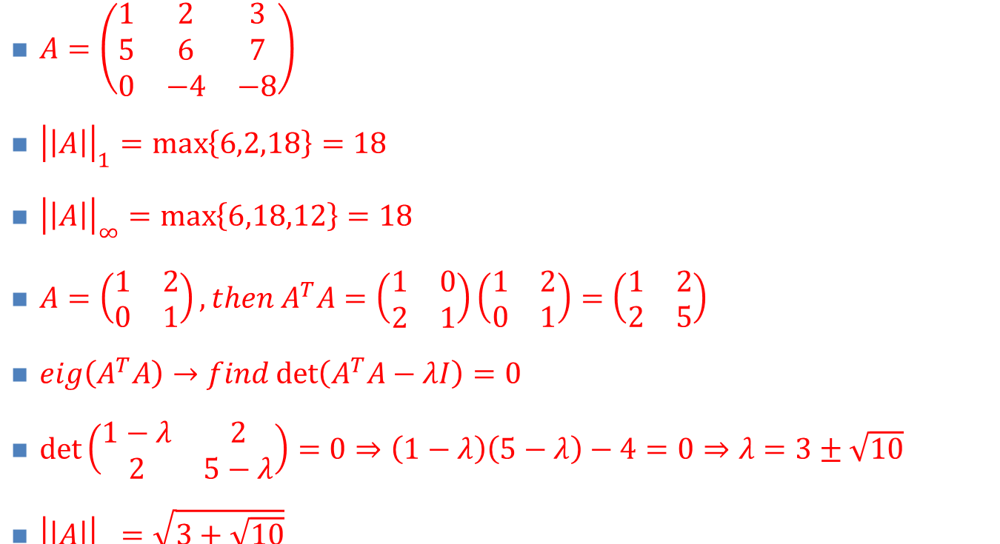 A = (1 2 3
5 6 7
0 −4 −8)
||A||₁ = max{6,2,18} = 18
||A||∞ = max{6,18,12} = 18
A = (1 2 0 1), then AᵀA = (1 0 2 1)(1 2 0 1) = (1 2 2 5)
eig(AᵀA) → find det(AᵀA − λI) = 0
det(1 − λ 2 2 5 − λ) = 0 ⇒ (1 − λ)(5 − λ) − 4 = 0 ⇒ λ = 3 ± √10
||A|| = √(3 + √10)